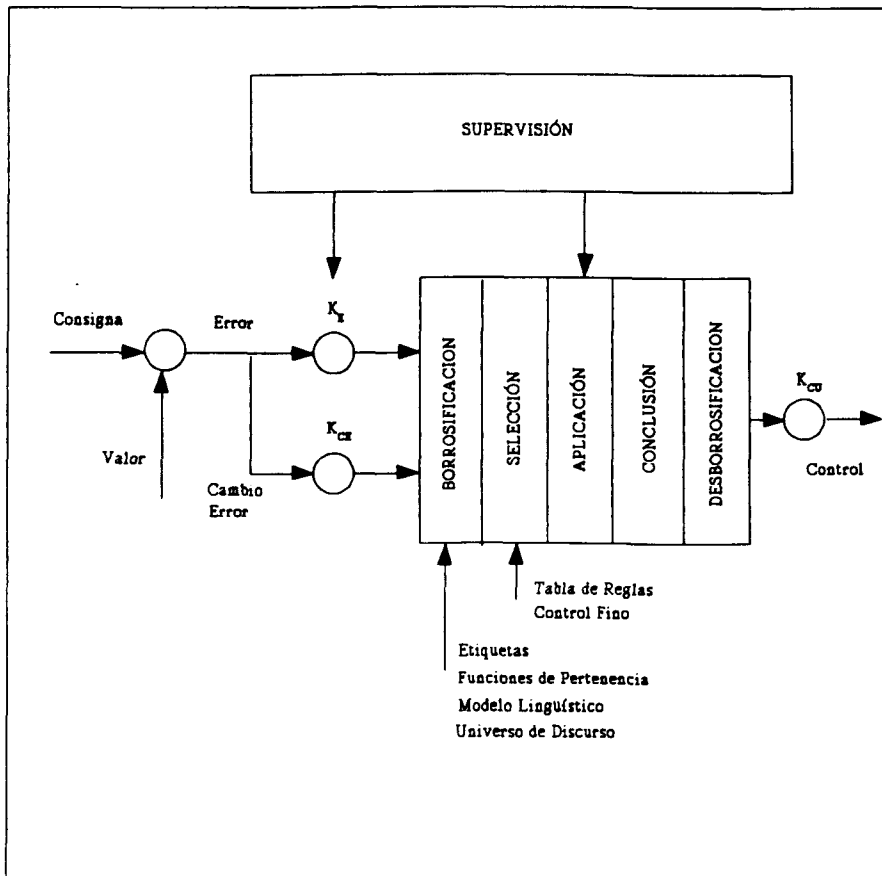 SUPERVISIÓN
K_E
Consigna
Error
K_CE
Valor
Cambio
Error
BORROSIFICACION
SELECCIÓN
APLICACIÓN
CONCLUSIÓN
DESBORROSIFICACION
K_CU
Control
Tabla de Reglas
Control Fino
Etiquetas
Funciones de Pertenencia
Modelo Lingüístico
Universo de Discurso